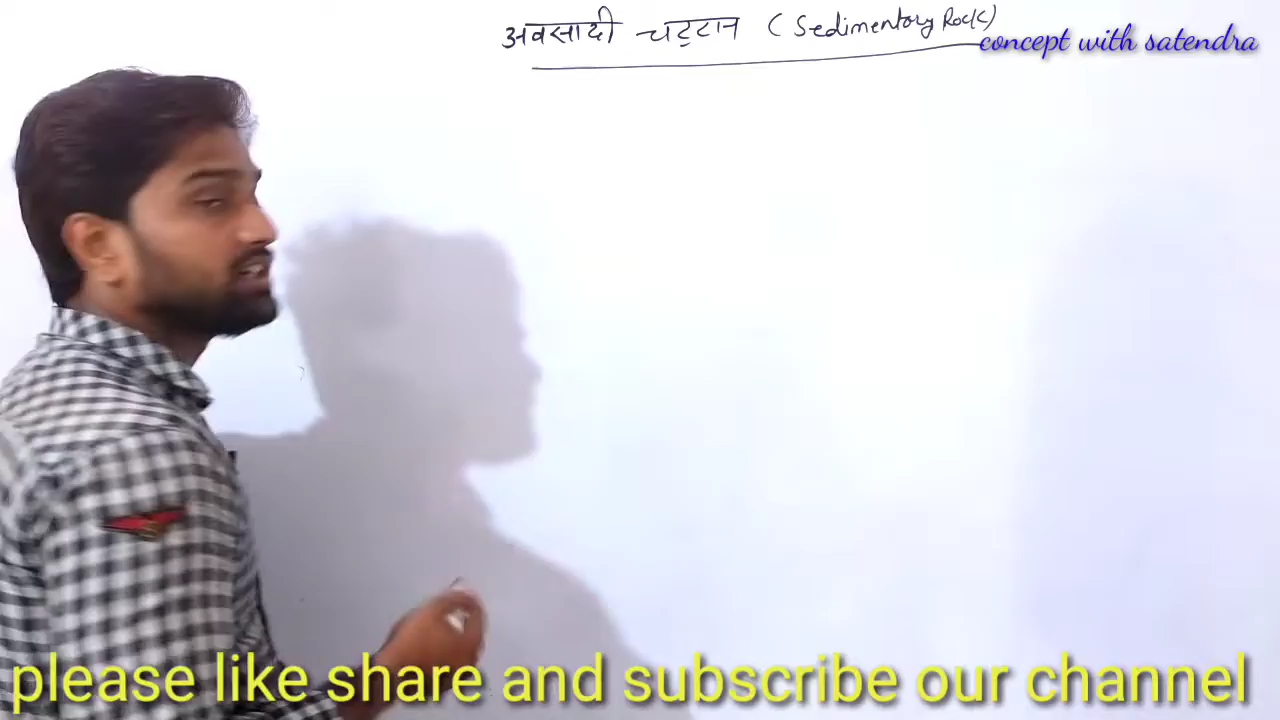 अवसादी चट्टान (Sedimentory Rock)
concept with satendra
please like share and subscribe our channel